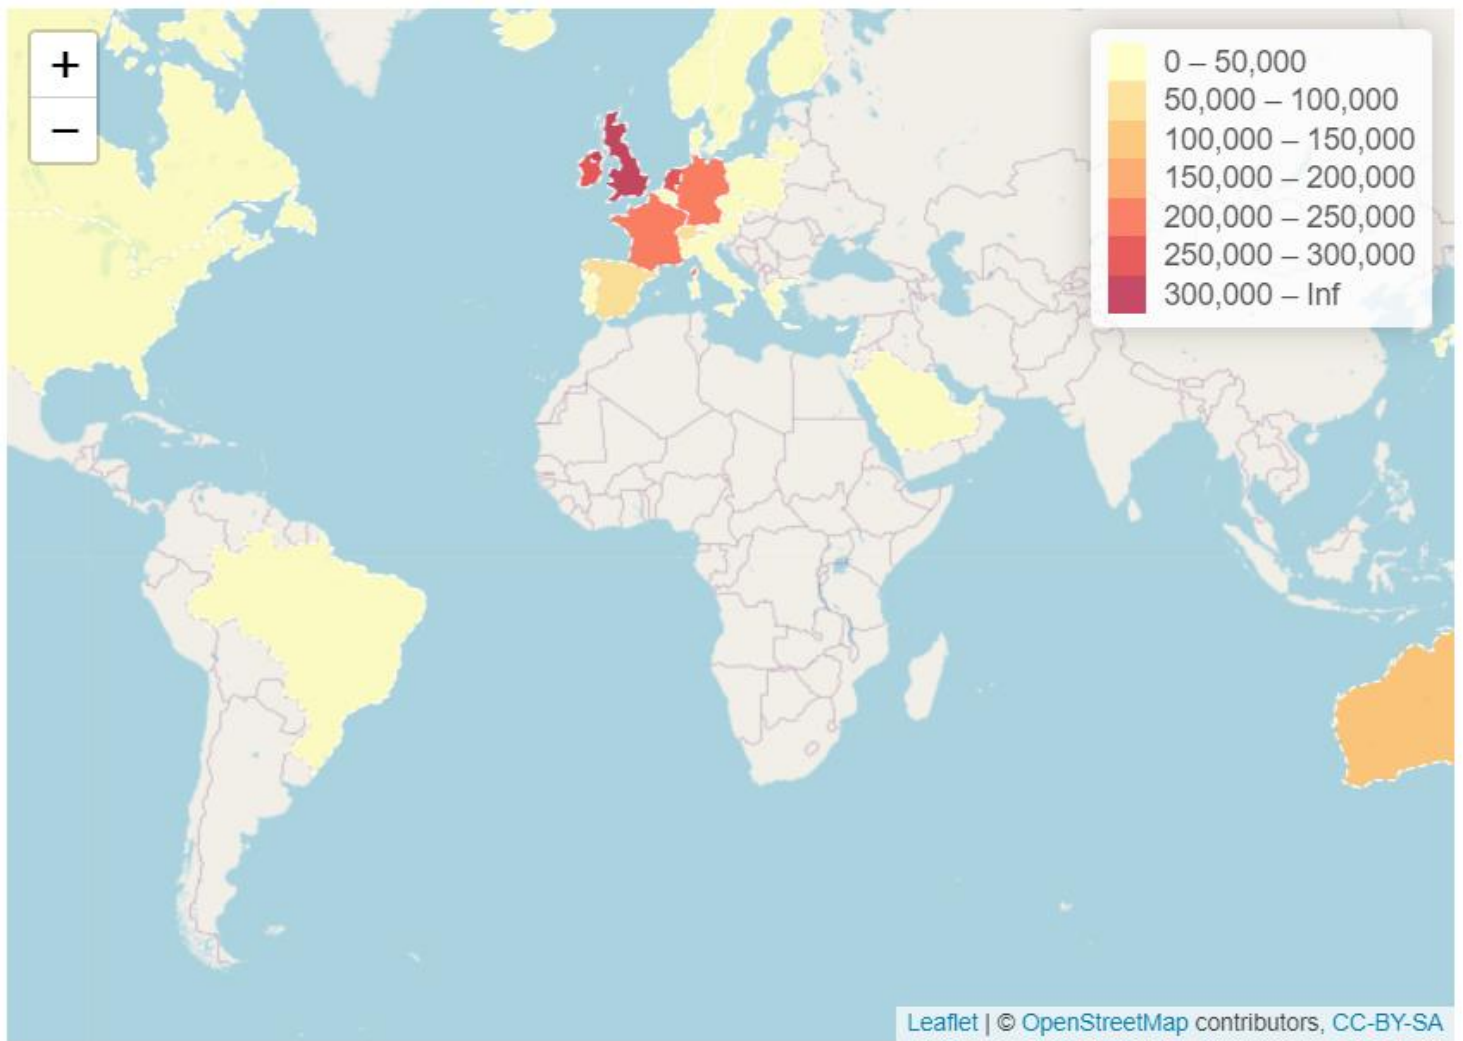 +
−
0 – 50,000
50,000 – 100,000
100,000 – 150,000
150,000 – 200,000
200,000 – 250,000
250,000 – 300,000
300,000 – Inf
Leaflet | © OpenStreetMap contributors, CC-BY-SA